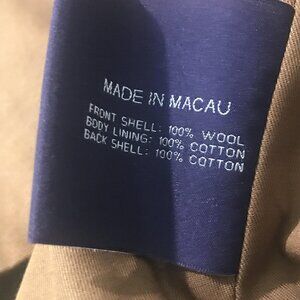 MADE IN MACAU
FRONT SHELL: 100% WOOL
BODY LINING: 100% COTTON
BACK SHELL: 100% COTTON